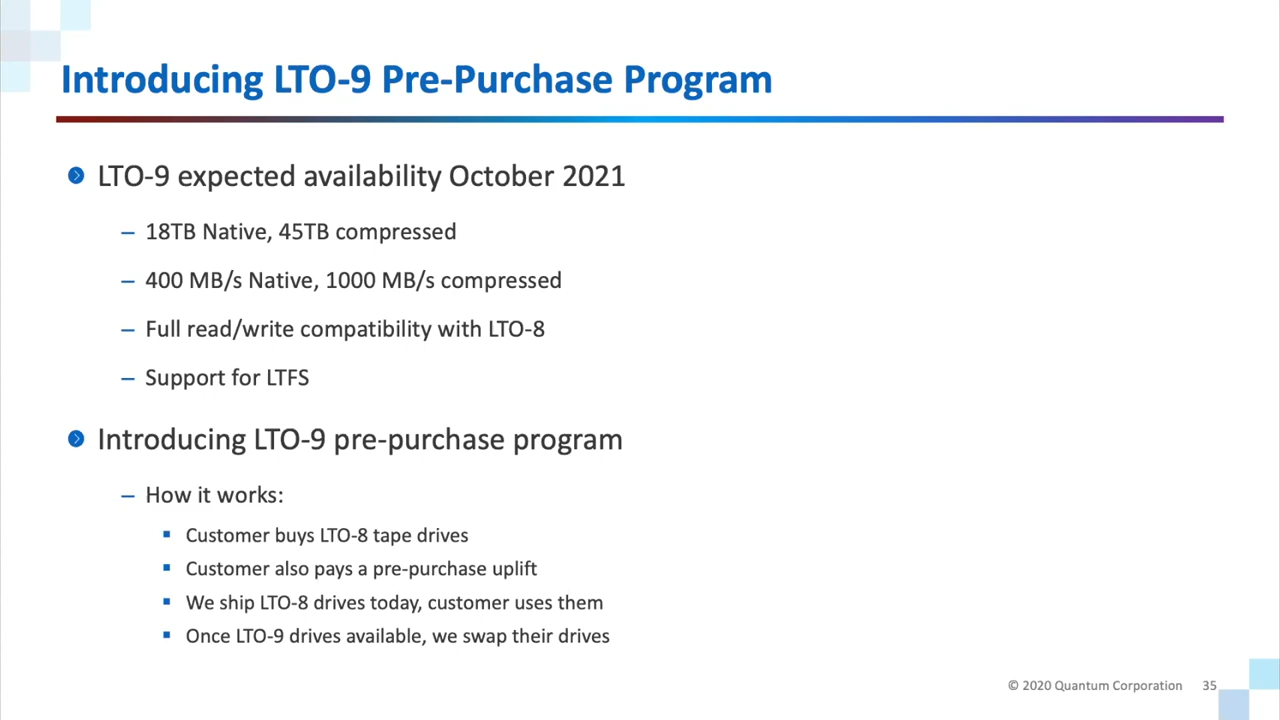 Introducing LTO-9 Pre-Purchase Program
LTO-9 expected availability October 2021
– 18TB Native, 45TB compressed
– 400 MB/s Native, 1000 MB/s compressed
– Full read/write compatibility with LTO-8
– Support for LTFS
Introducing LTO-9 pre-purchase program
– How it works:
▪ Customer buys LTO-8 tape drives
▪ Customer also pays a pre-purchase uplift
▪ We ship LTO-8 drives today, customer uses them
▪ Once LTO-9 drives available, we swap their drives
© 2020 Quantum Corporation 35